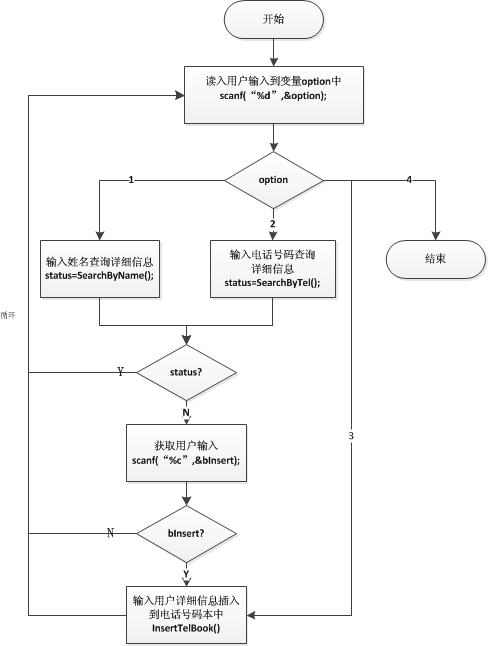 开始
读入用户输入到变量option中
scanf(“%d”,&option);
option
1
4
2
输入姓名查询详细信息
status=SearchByName();
输入电话号码查询
详细信息
status=SearchByTel();
结束
循环
status?
Y
N
获取用户输入
scanf(“%c”,&bInsert);
3
bInsert?
N
Y
输入用户详细信息插入
到电话号码本中
InsertTelBook()